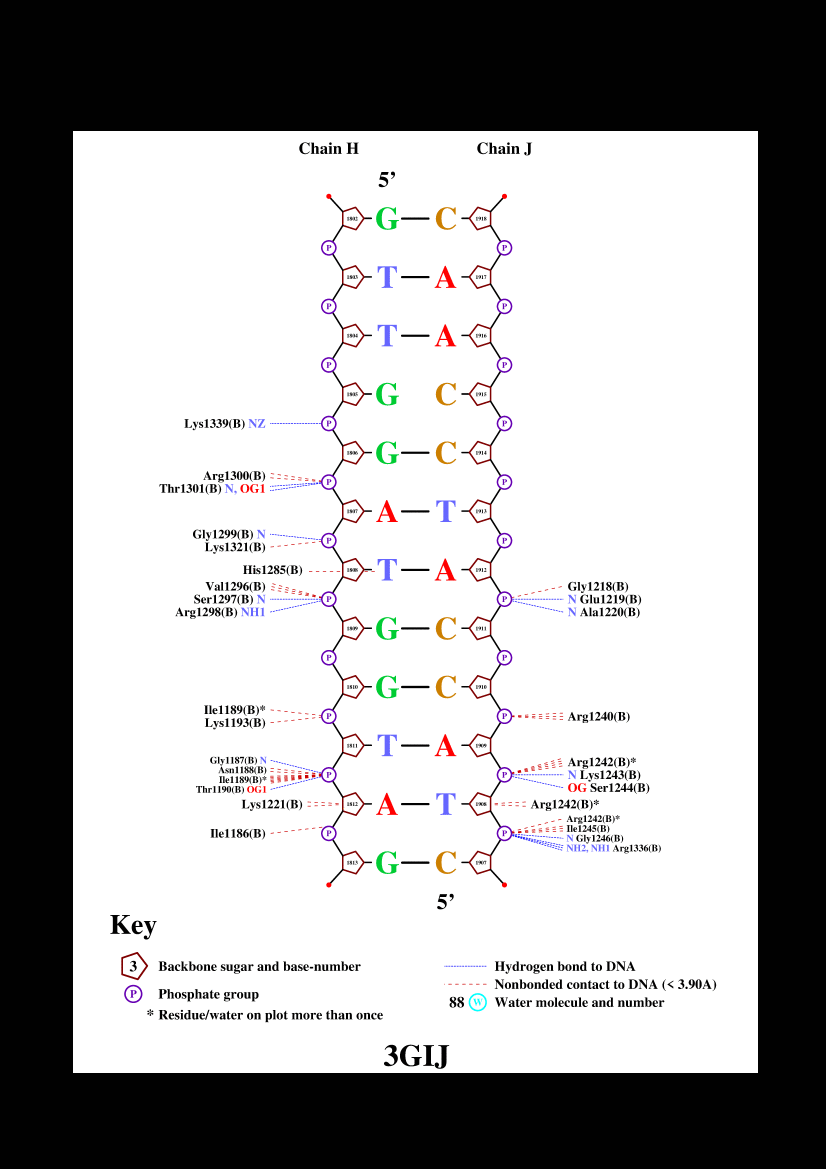 Chain H Chain J
5’
1802 G C 1918
P P
1803 T A 1917
P P
1804 T A 1916
P P
1805 G C 1915
Lys1339(B) NZ P P
1806 G C 1914
Arg1300(B)
Thr1301(B) N, OG1 P P
1807 A T 1913
Gly1299(B) N P P
Lys1321(B)
His1285(B) 1808 T A 1912
Val1296(B) Gly1218(B)
Ser1297(B) N P P N Glu1219(B)
Arg1298(B) NH1 N Ala1220(B)
1809 G C 1911
P P
1810 G C 1910
Ile1189(B)* P P Arg1240(B)
Lys1193(B)
1811 T A 1909
Gly1187(B) N Arg1242(B)*
Asn1188(B) P P N Lys1243(B)
Ile1189(B)* OG Ser1244(B)
Thr1190(B) OG1
Lys1221(B) 1812 A T 1908 Arg1242(B)*
Arg1242(B)*
Ile1186(B) P P Ile1245(B)
N Gly1246(B)
NH2, NH1 Arg1336(B)
1813 G C 1907
5’
Key
3 Backbone sugar and base-number Hydrogen bond to DNA
P Phosphate group Nonbonded contact to DNA (< 3.90A)
* Residue/water on plot more than once 88 W Water molecule and number
3GIJ